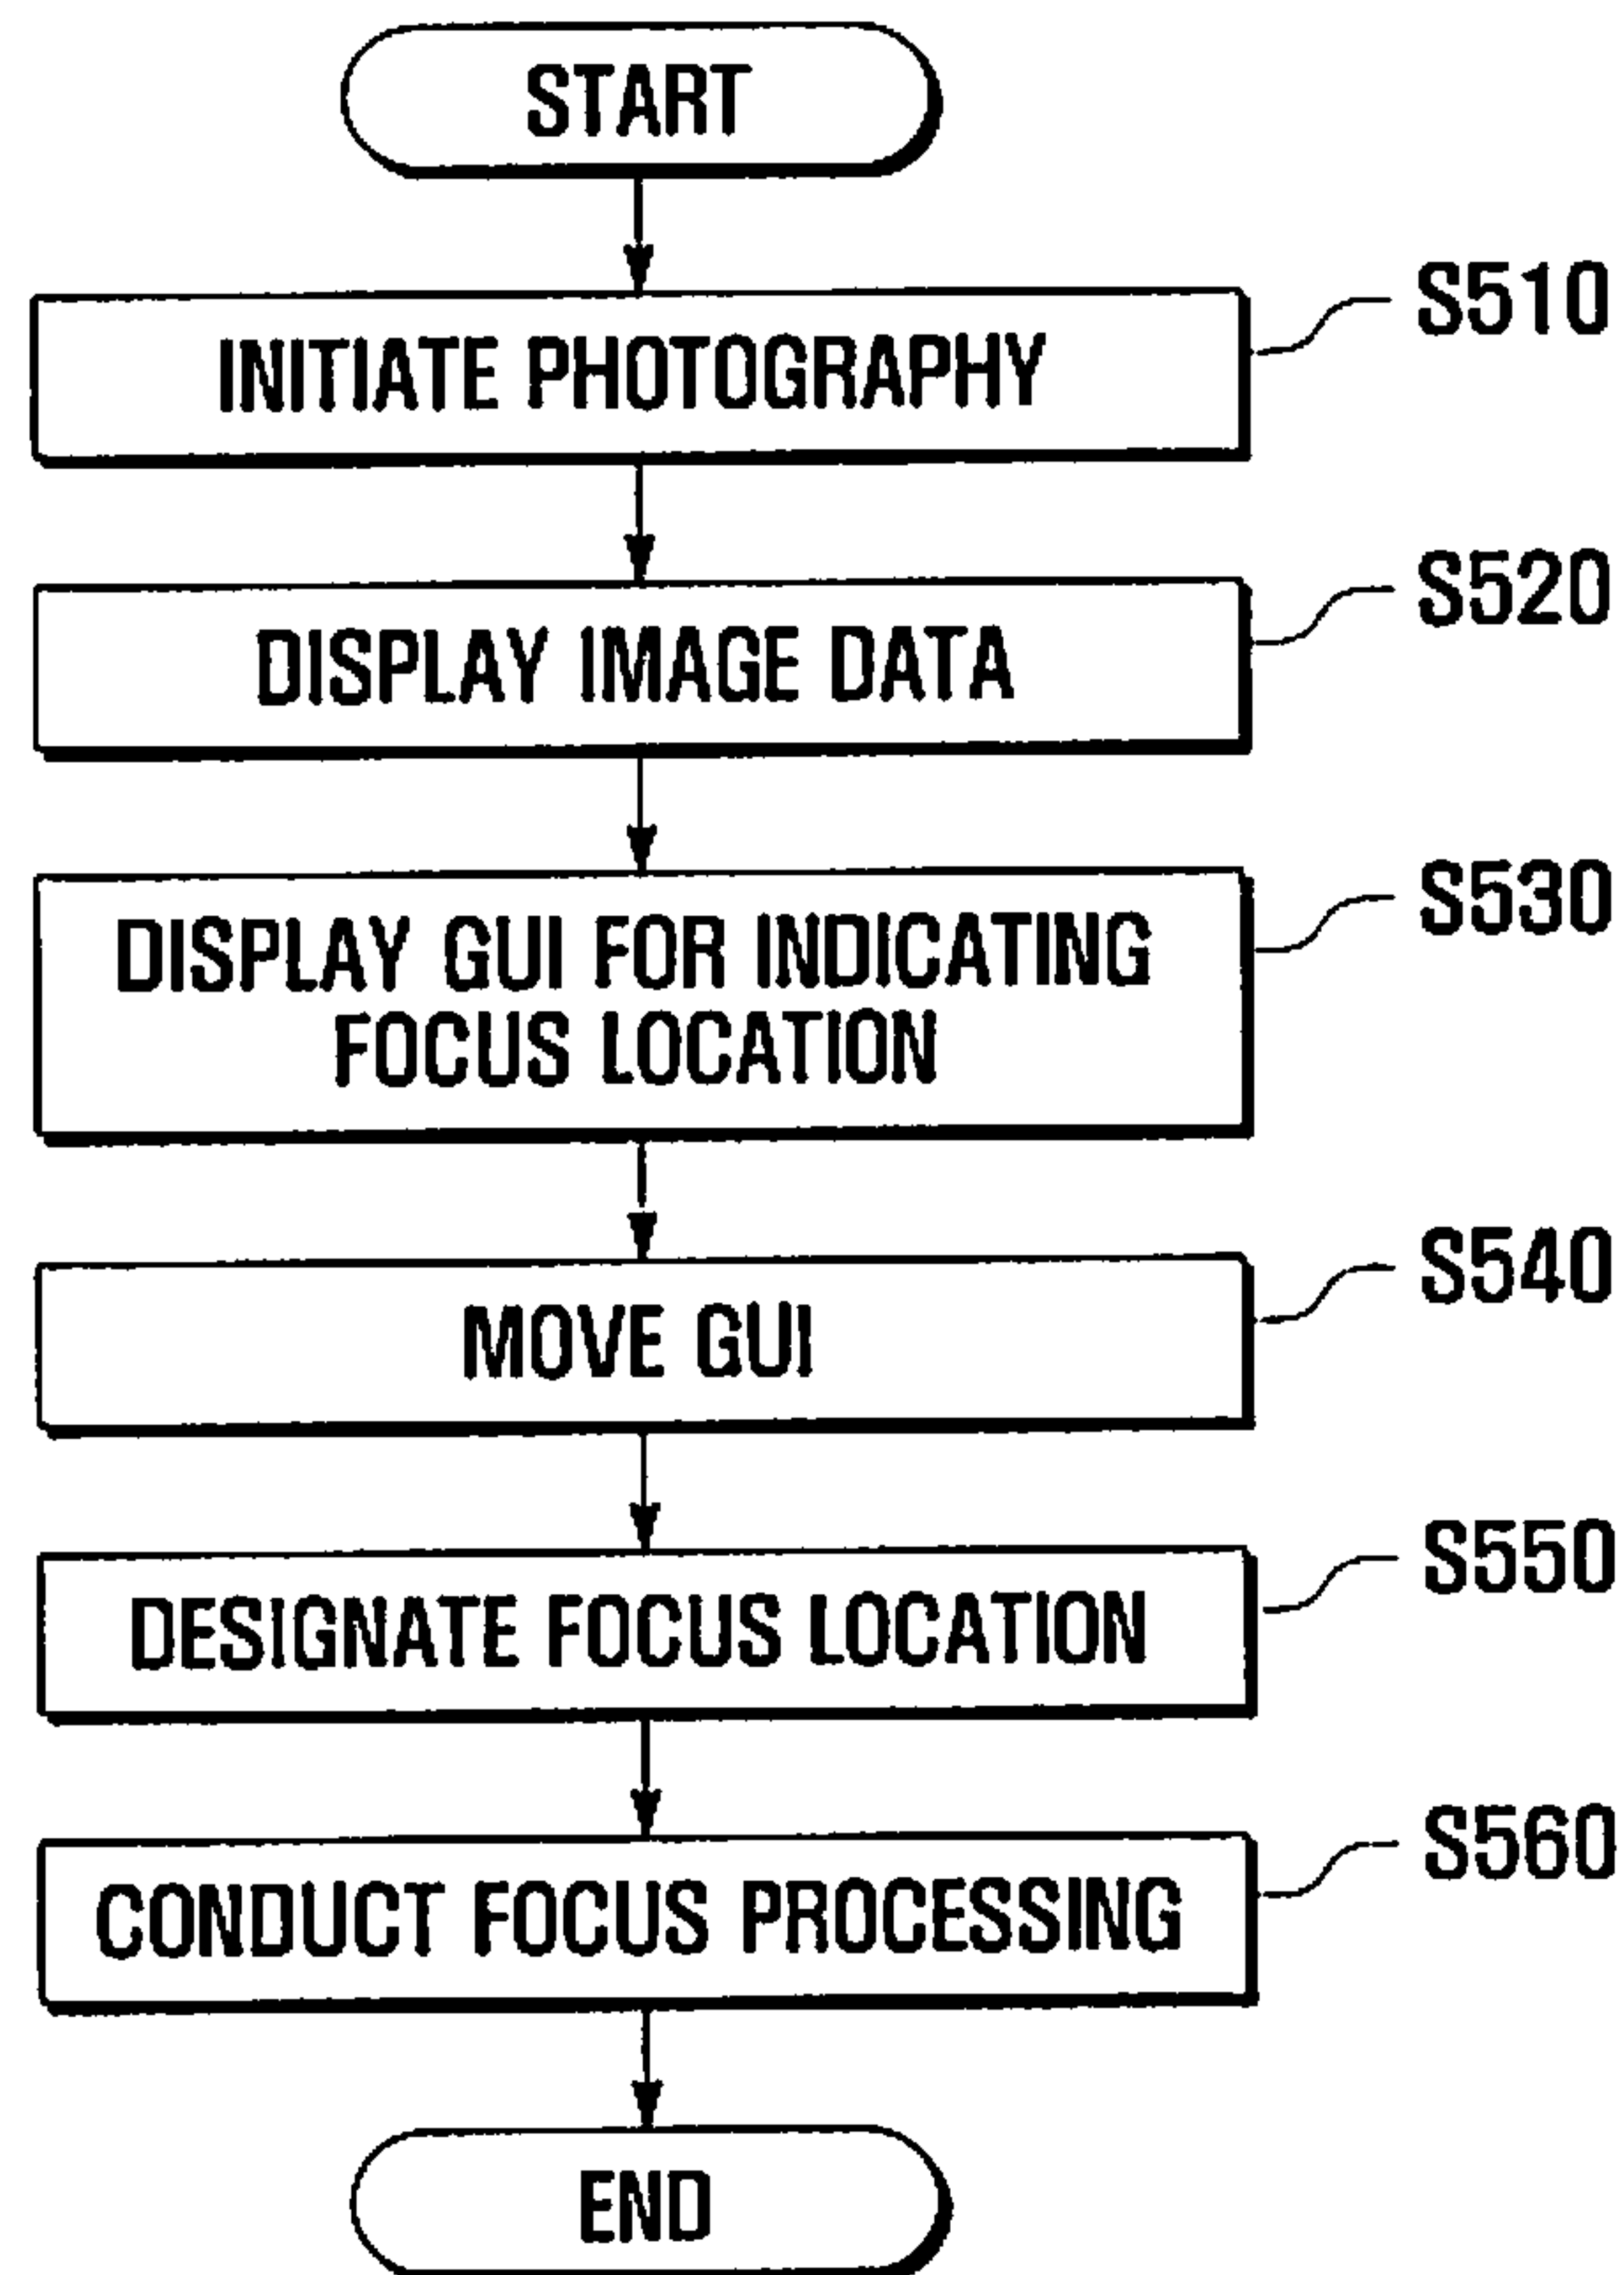 START
INITIATE PHOTOGRAPHY
S510
DISPLAY IMAGE DATA
S520
DISPLAY GUI FOR INDICATING
FOCUS LOCATION
S530
MOVE GUI
S540
DESIGNATE FOCUS LOCATION
S550
CONDUCT FOCUS PROCESSING
S560
END